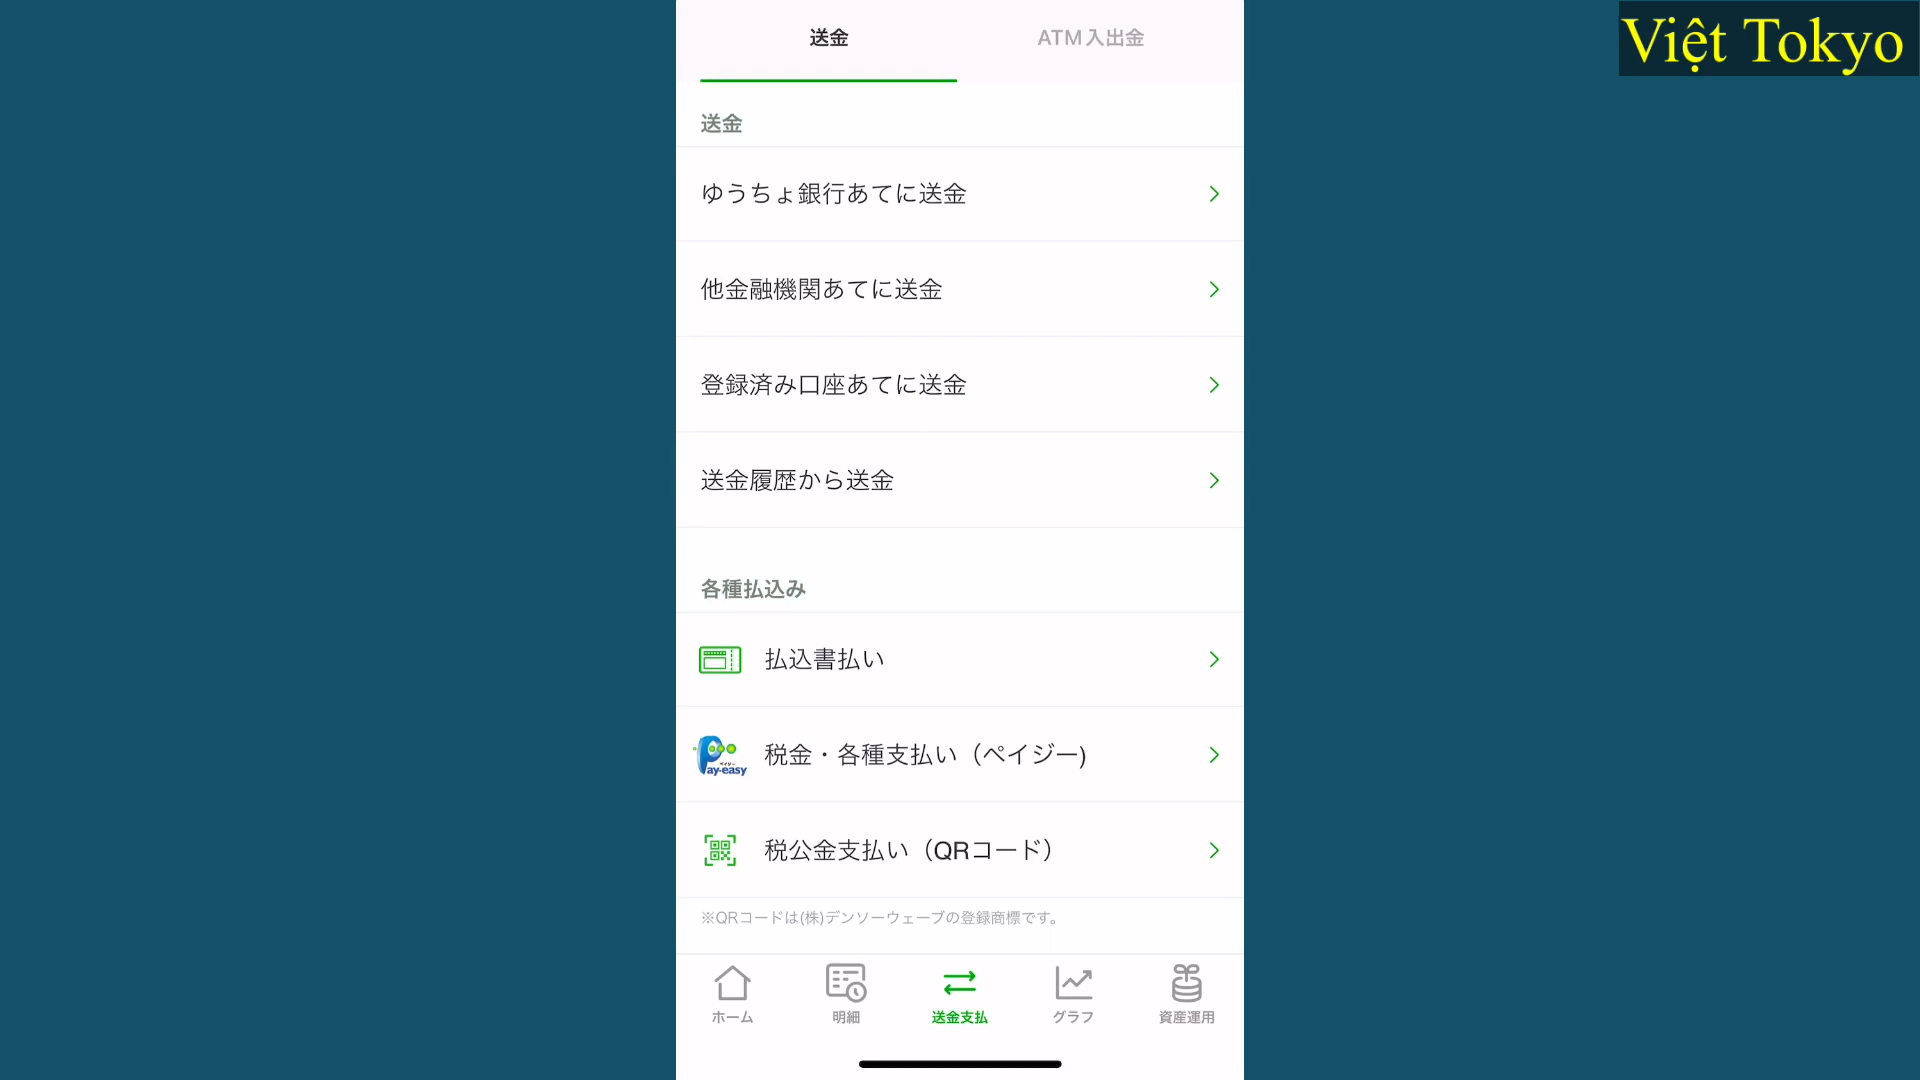 Việt Tokyo
送金
ATM入出金
送金
ゆうちょ銀行あてに送金
他金融機関あてに送金
登録済み口座あてに送金
送金履歴から送金
各種払込み
払込書払い
Pay-easy
ペイジー
税金・各種支払い（ペイジー)
税公金支払い（QRコード）
※QRコードは(株)デンソーウェーブの登録商標です。
ホーム
明細
送金支払
グラフ
資産運用